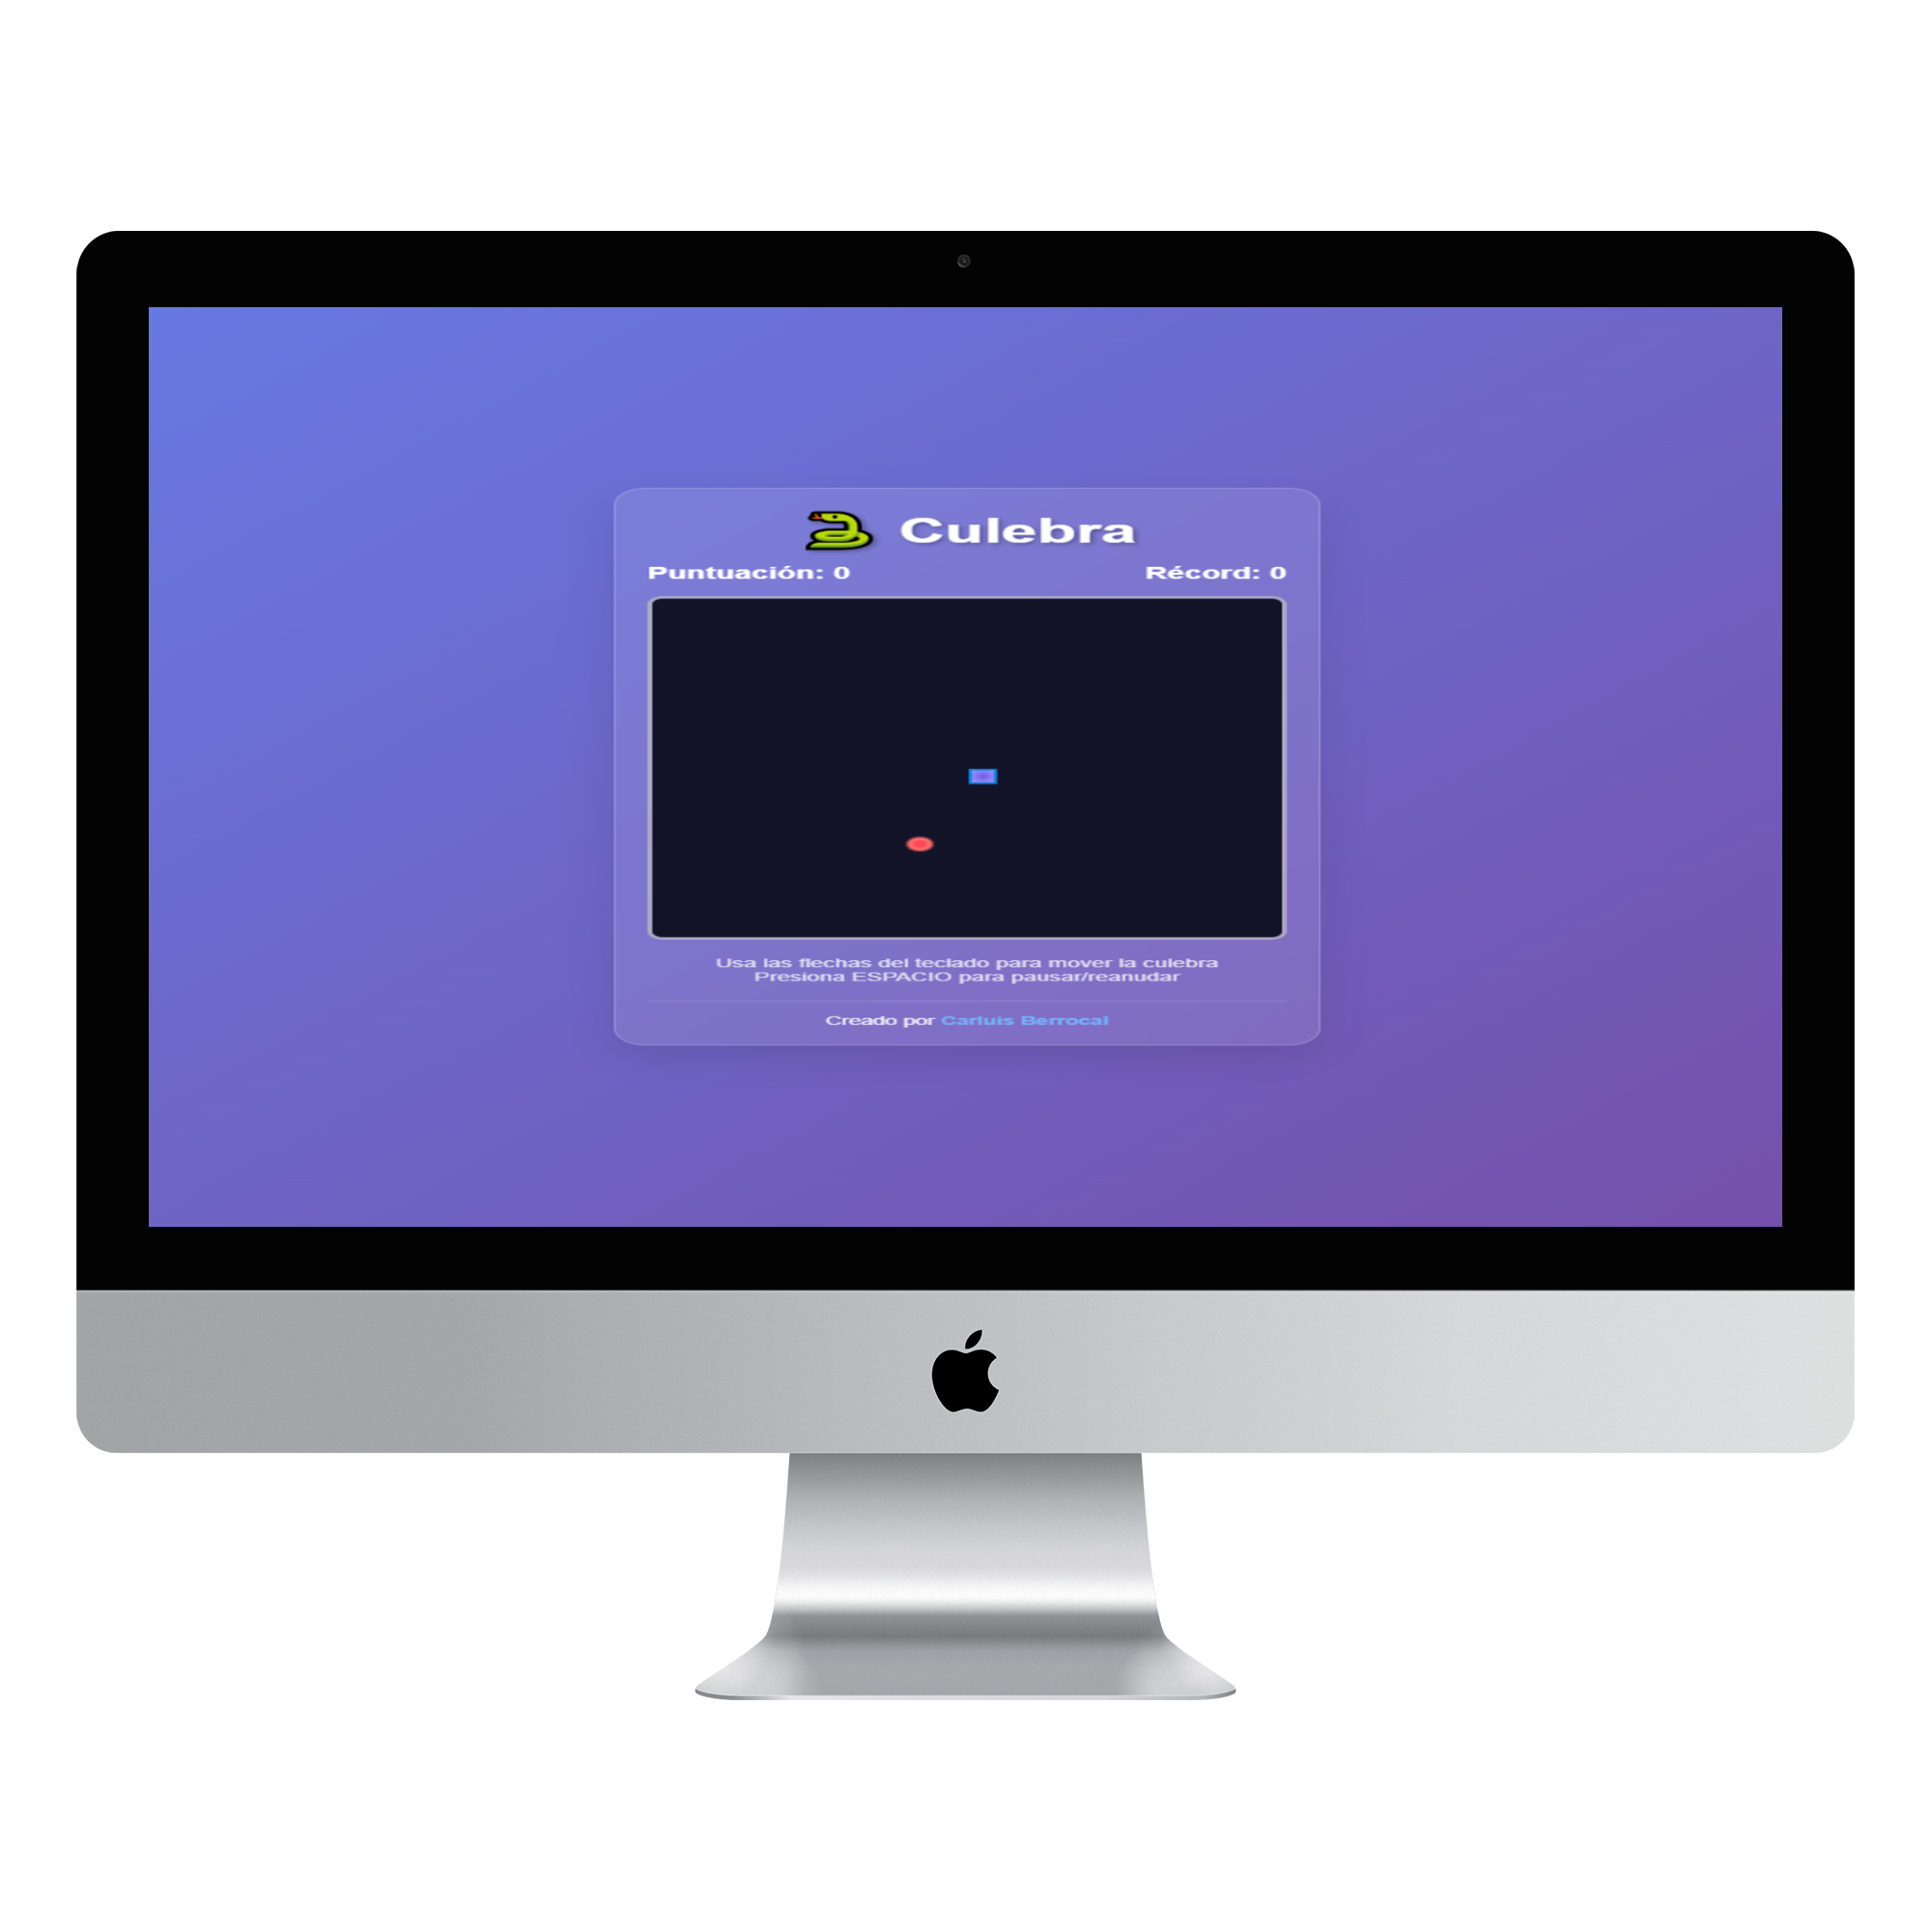 Culebra
Puntuación: 0 Récord: 0
Usa las flechas del teclado para mover la culebra
Presiona ESPACIO para pausar/reanudar
Creado por Carluis Berrocal